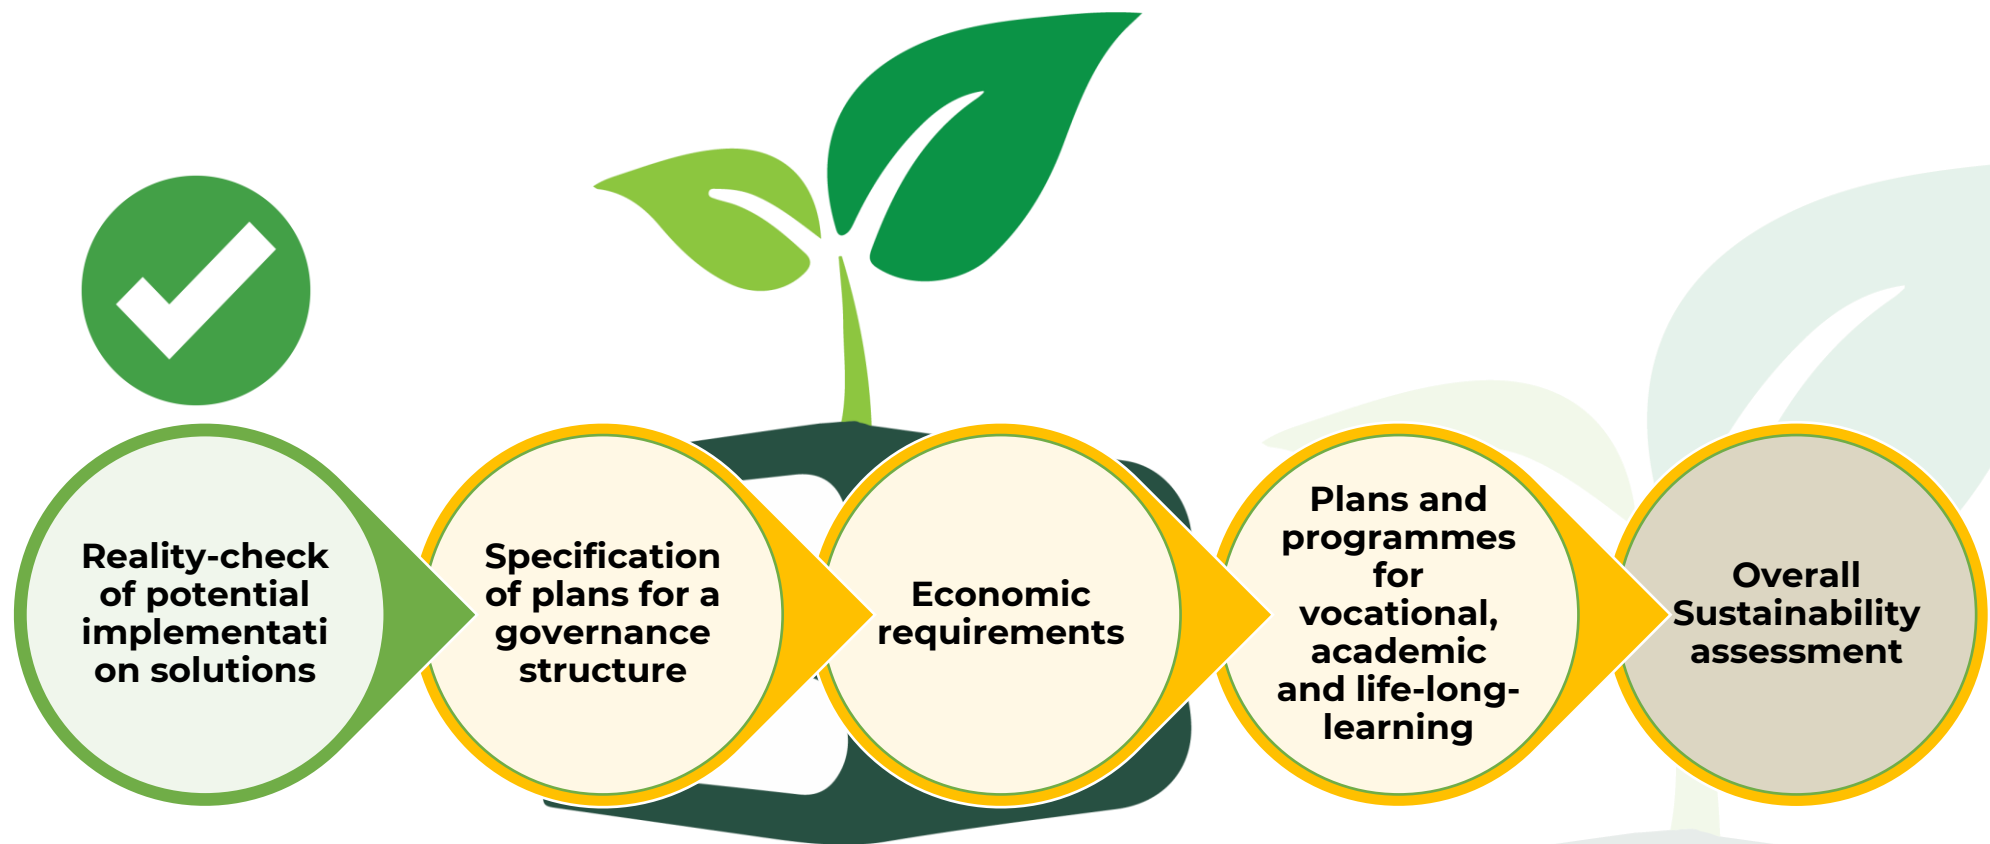 Reality-check
of potential
implementati
on solutions
Specification
of plans for a
governance
structure
Economic
requirements
Plans and
programmes
for
vocational,
academic
and life-long-
learning
Overall
Sustainability
assessment